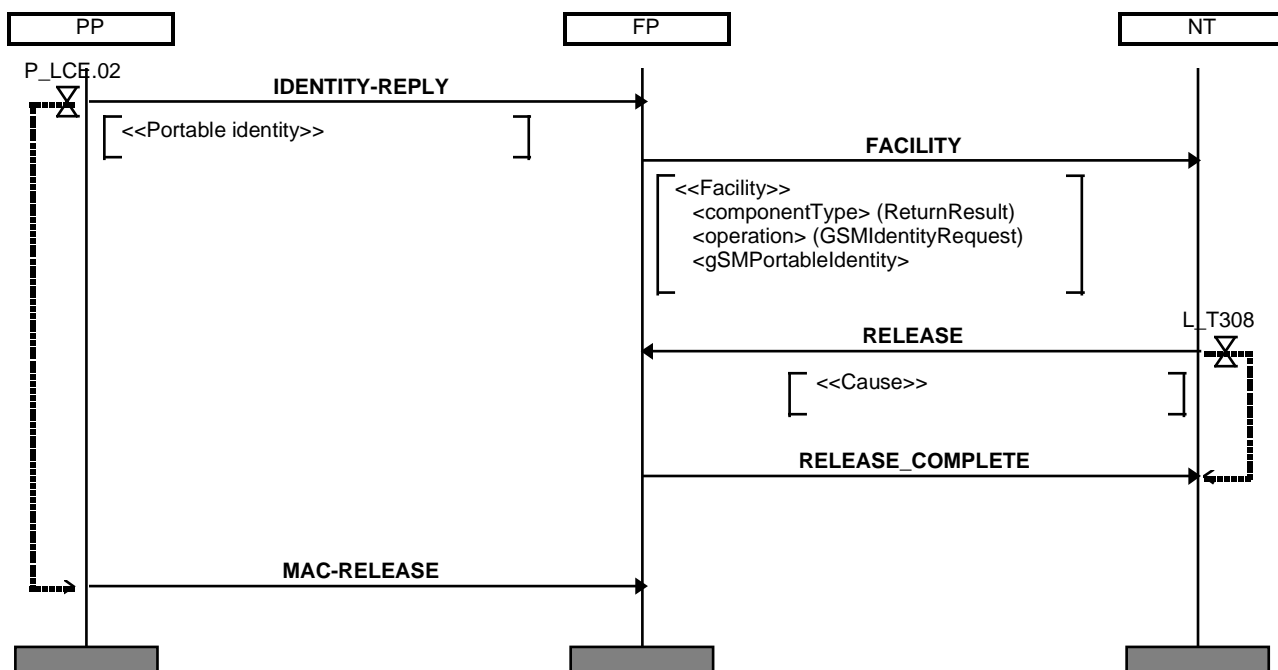 PP
FP
NT
P_LCE.02
IDENTITY-REPLY
<<Portable identity>>
FACILITY
<<Facility>>
<componentType> (ReturnResult)
<operation> (GSMIdentityRequest)
<gSMPortableIdentity>
L_T308
RELEASE
<<Cause>>
RELEASE_COMPLETE
MAC-RELEASE